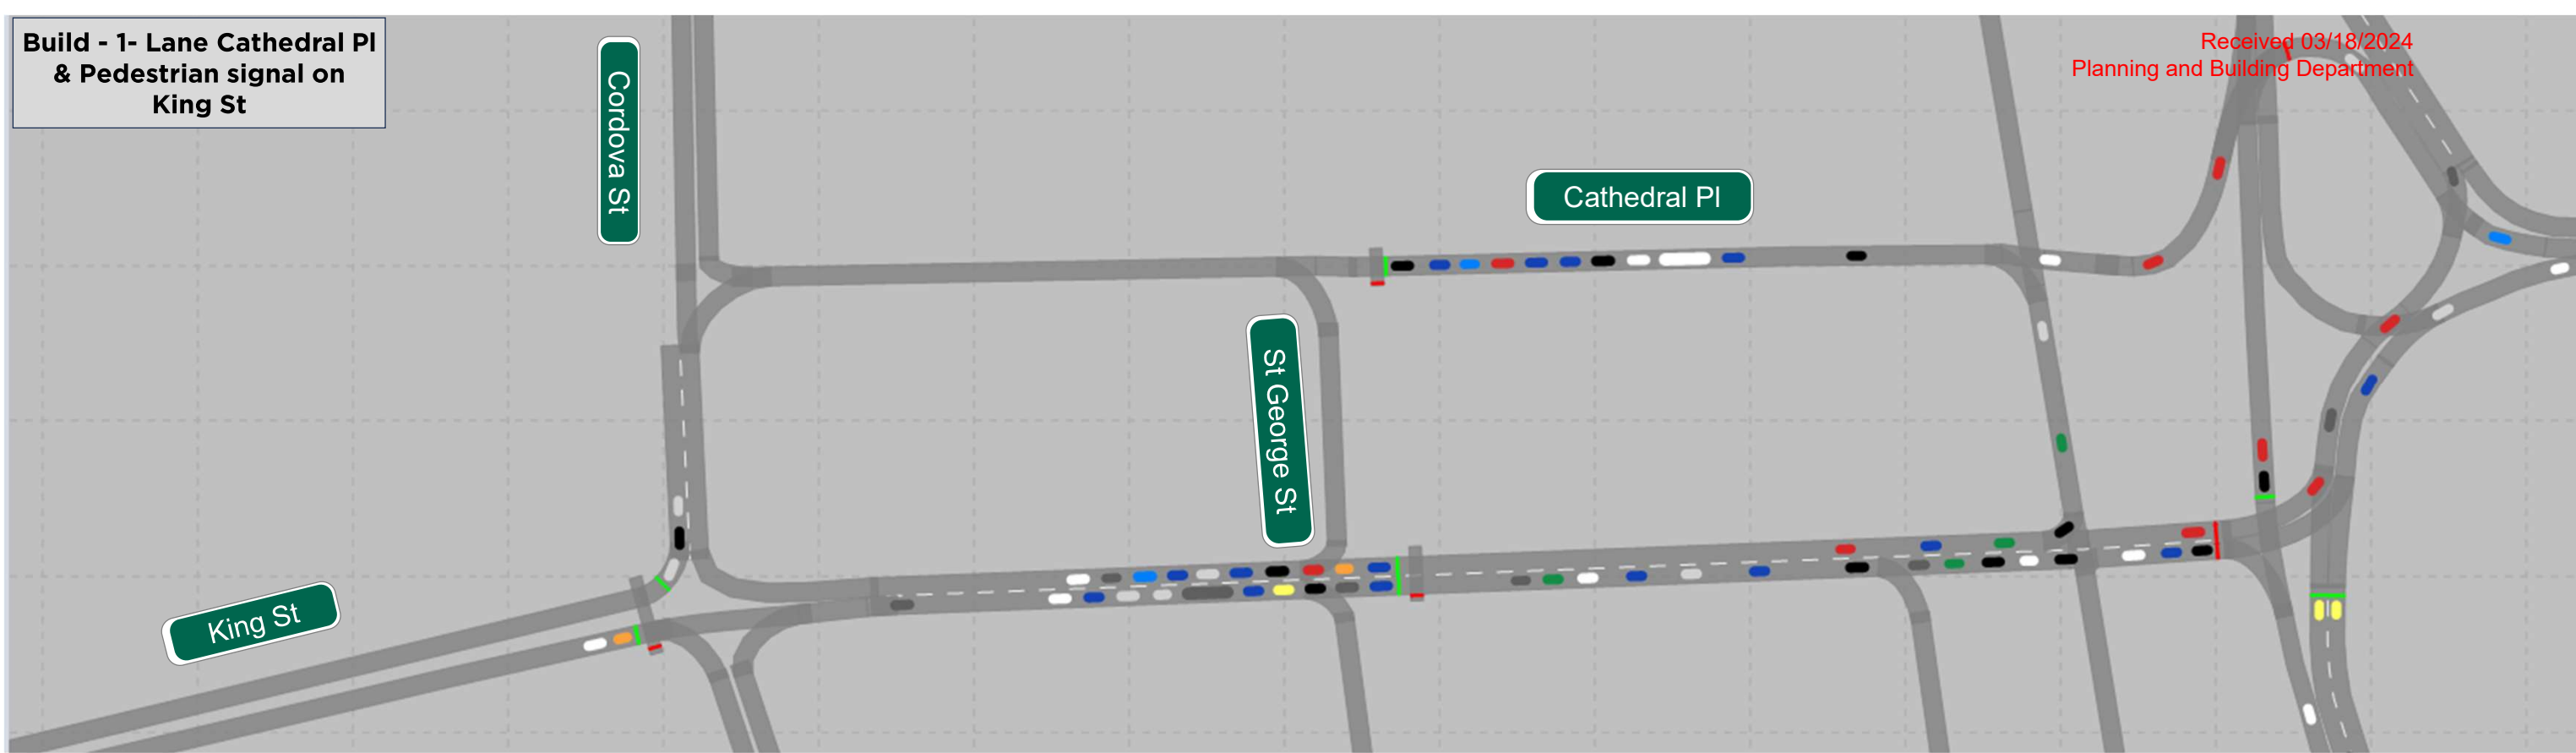 Build - 1- Lane Cathedral Pl
& Pedestrian signal on
King St
Cordova St
Received 03/18/2024
Planning and Building Department
Cathedral Pl
St George St
King St